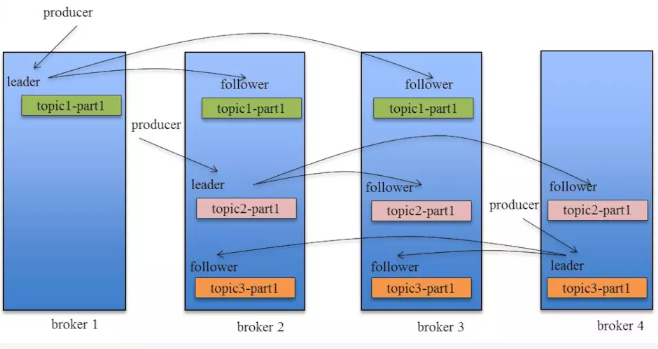 producer
leader
follower
follower
topic1-part1
topic1-part1
topic1-part1
producer
leader
follower
follower
topic2-part1
topic2-part1
topic2-part1
producer
follower
follower
leader
topic3-part1
topic3-part1
topic3-part1
broker 1
broker 2
broker 3
broker 4